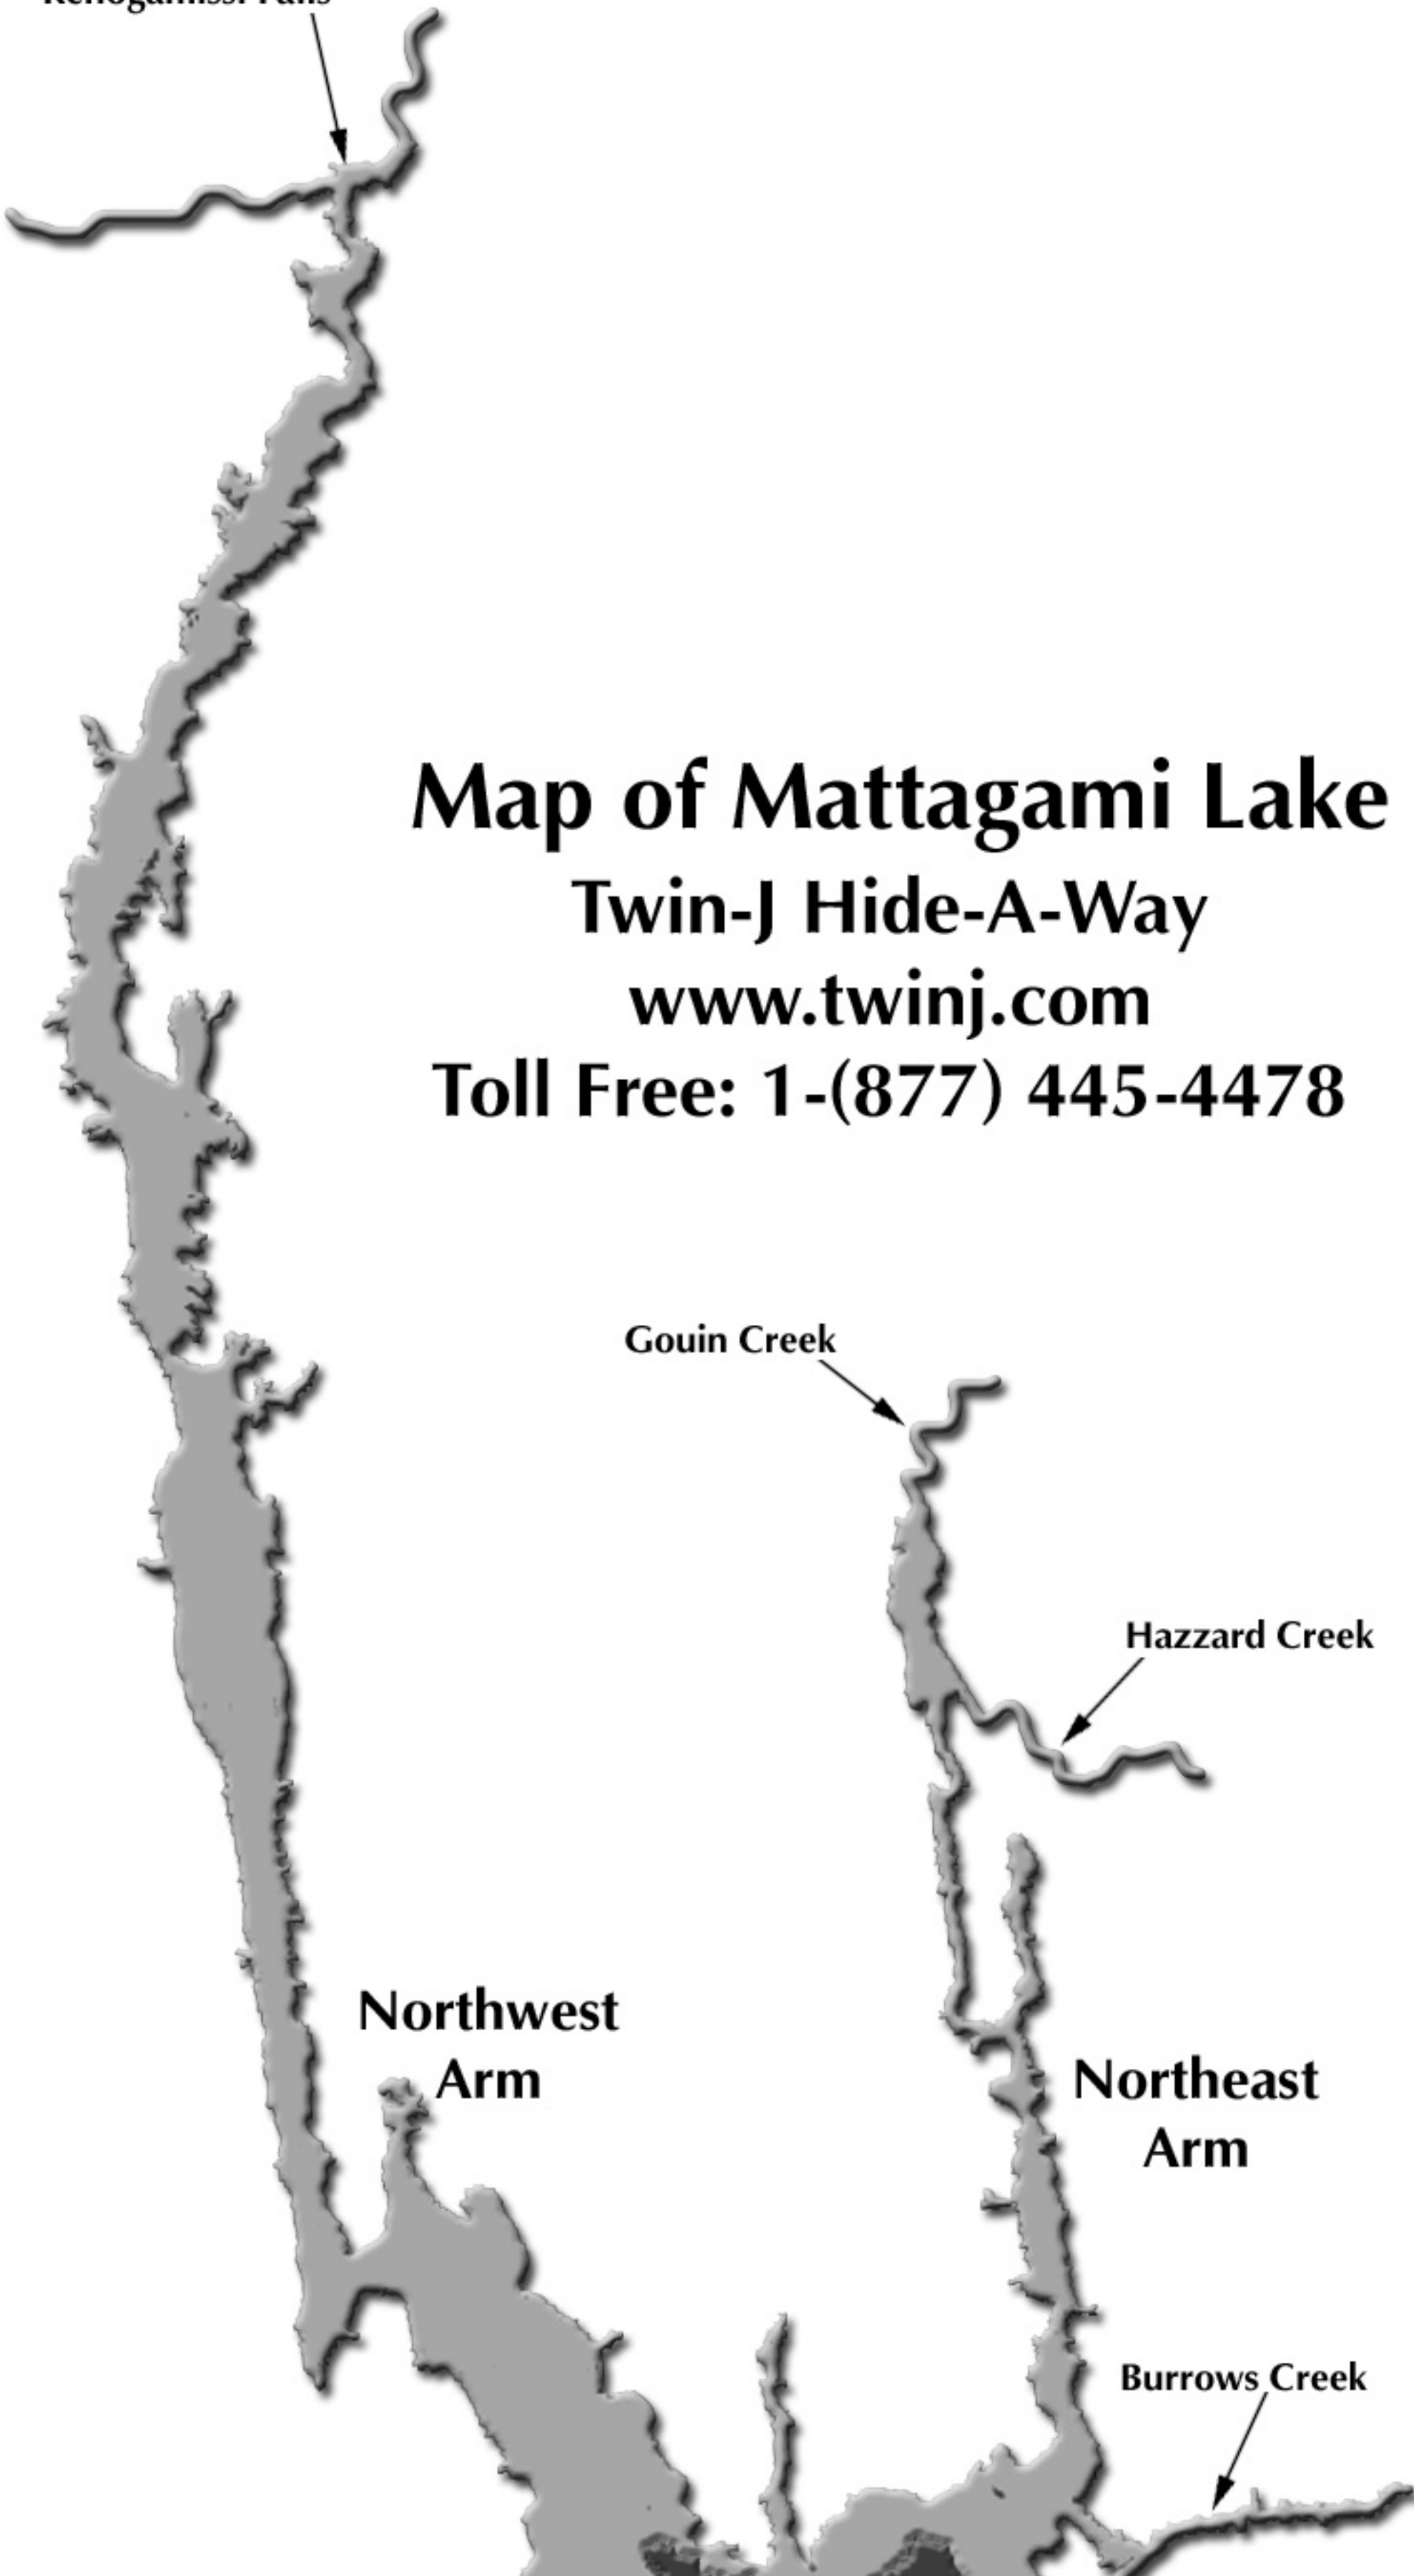 Map of Mattagami Lake
Twin-J Hide-A-Way
www.twinj.com
Toll Free: 1-(877) 445-4478
Gouin Creek
Hazzard Creek
Northwest
Arm
Northeast
Arm
Burrows Creek